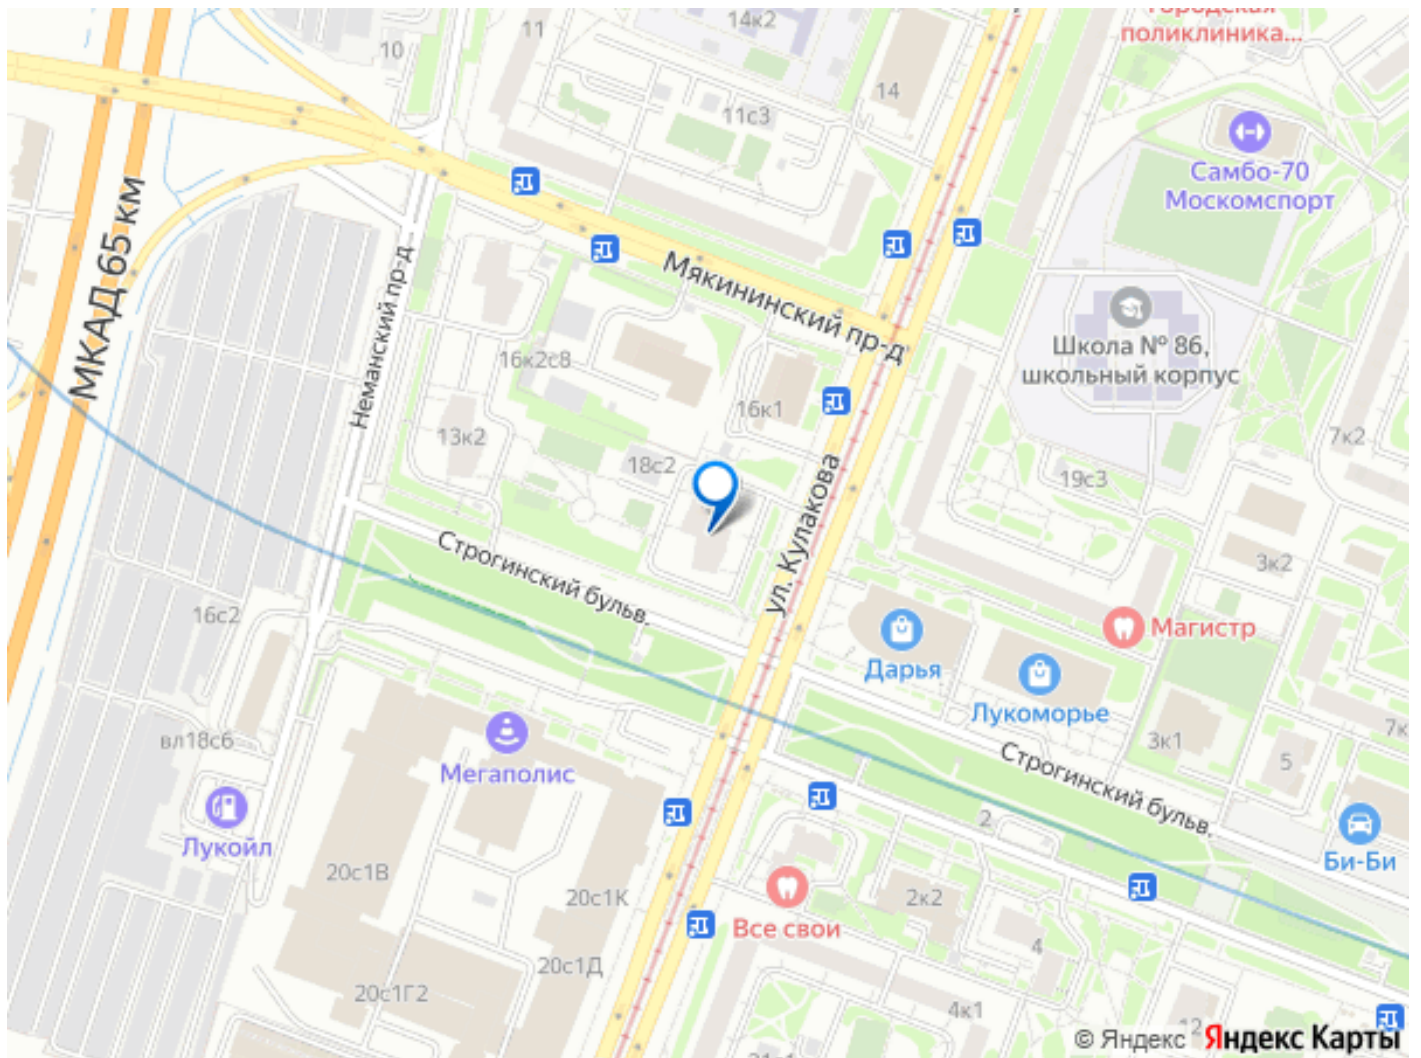 поликлиника...
14к2
11
10
14
11с3
Самбо-70
Москомспорт
МКАД 65 км
Неманский пр-д
Мякининский пр-д
Школа № 86,
школьный корпус
16к2с8
16к1
13к2
18с2
7к2
19с3
ул. Кулакова
Строгинский бульв.
3к2
16с2
Магистр
Дарья
Лукоморье
вл18с6
Мегаполис
3к1
5
7к
Строгинский бульв.
2
Лукойл
Би-Би
20с1В
20с1К
2к2
Все свои
4
20с1Д
20с1Г2
4к1
12
© Яндекс Яндекс Карты